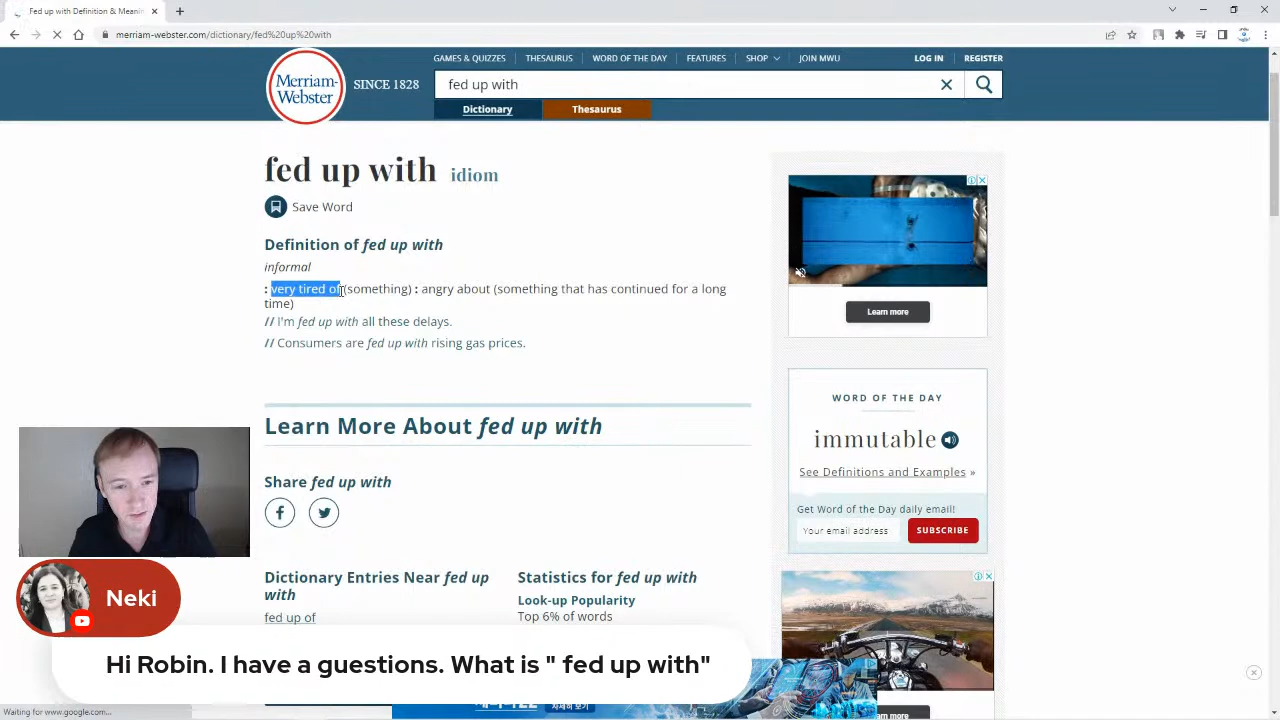 Fed up with Definition & Meanin
merriam-webster.com/dictionary/fed%20up%20with
GAMES & QUIZZES THESAURUS WORD OF THE DAY FEATURES SHOP JOIN MWU LOG IN REGISTER
Merriam-
Webster
SINCE 1828
fed up with
Dictionary Thesaurus
fed up with idiom
Save Word
Definition of fed up with
informal
: very tired of (something) : angry about (something that has continued for a long
time)
// I'm fed up with all these delays.
// Consumers are fed up with rising gas prices.
Learn More About fed up with
Share fed up with
Dictionary Entries Near fed up
with
fed up of
Statistics for fed up with
Look-up Popularity
Top 6% of words
Learn more
WORD OF THE DAY
immutable
See Definitions and Examples »
Get Word of the Day daily email!
Your email address SUBSCRIBE
Neki
Hi Robin. I have a guestions. What is " fed up with"
자세히 보기
Waiting for www.google.com...